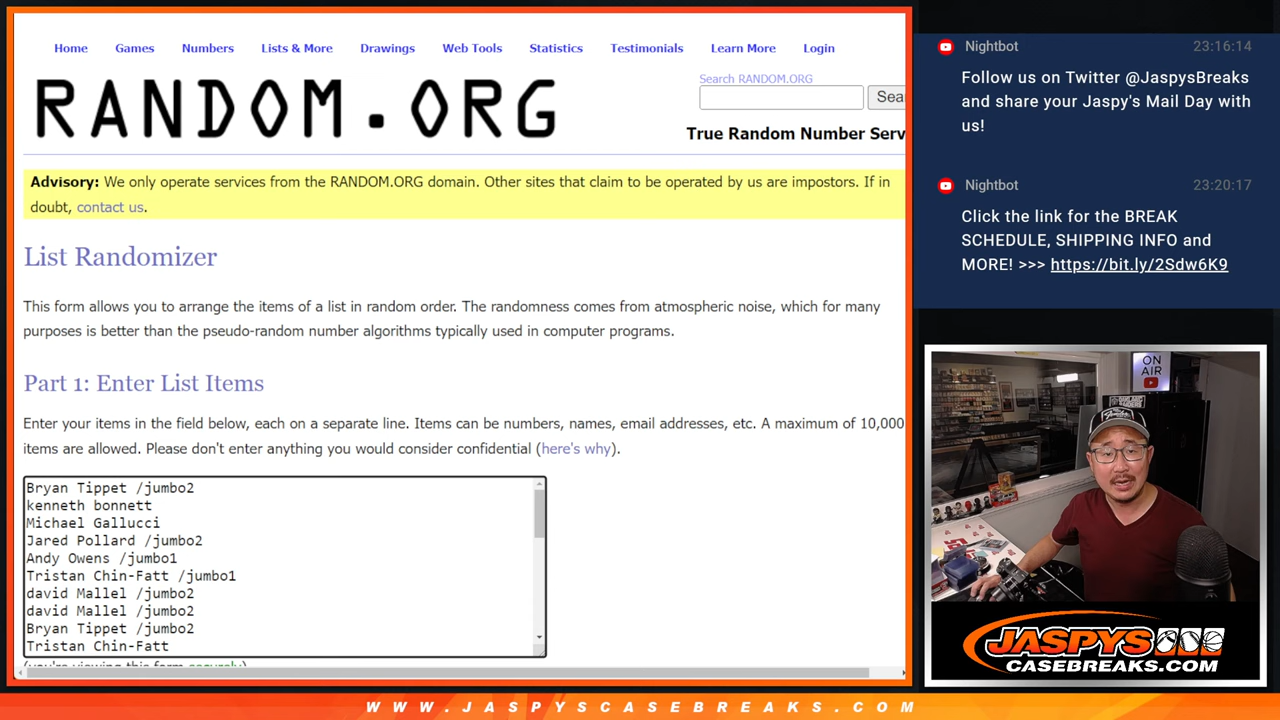 Home Games Numbers Lists & More Drawings Web Tools Statistics Testimonials Learn More Login
RANDOM.ORG
Search RANDOM.ORG
True Random Number Serv
Advisory: We only operate services from the RANDOM.ORG domain. Other sites that claim to be operated by us are impostors. If in
doubt, contact us.
List Randomizer
This form allows you to arrange the items of a list in random order. The randomness comes from atmospheric noise, which for many
purposes is better than the pseudo-random number algorithms typically used in computer programs.
Part 1: Enter List Items
Enter your items in the field below, each on a separate line. Items can be numbers, names, email addresses, etc. A maximum of 10,000
items are allowed. Please don't enter anything you would consider confidential (here's why).
Bryan Tippet /jumbo2
kenneth bonnett
Michael Gallucci
Jared Pollard /jumbo2
Andy Owens /jumbo1
Tristan Chin-Fatt /jumbo1
david Mallel /jumbo2
david Mallel /jumbo2
Bryan Tippet /jumbo2
Tristan Chin-Fatt
(you're viewing this form securely)
Nightbot 23:16:14
Follow us on Twitter @JaspysBreaks
and share your Jaspy's Mail Day with
us!
Nightbot 23:20:17
Click the link for the BREAK
SCHEDULE, SHIPPING INFO and
MORE! >>> https://bit.ly/2Sdw6K9
ON
AIR
JASPYS
CASEBREAKS.COM
WWW.JASPYSCASEBREAKS.COM